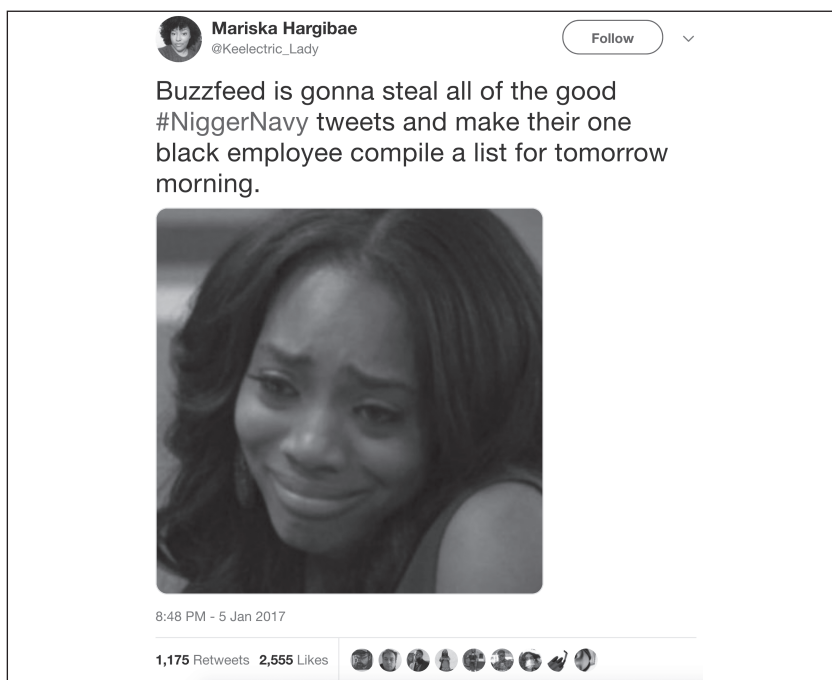 Mariska Hargibae
@Keelectric_Lady
Follow
Buzzfeed is gonna steal all of the good
#NiggerNavy tweets and make their one
black employee compile a list for tomorrow
morning.
8:48 PM - 5 Jan 2017
1,175 Retweets 2,555 Likes